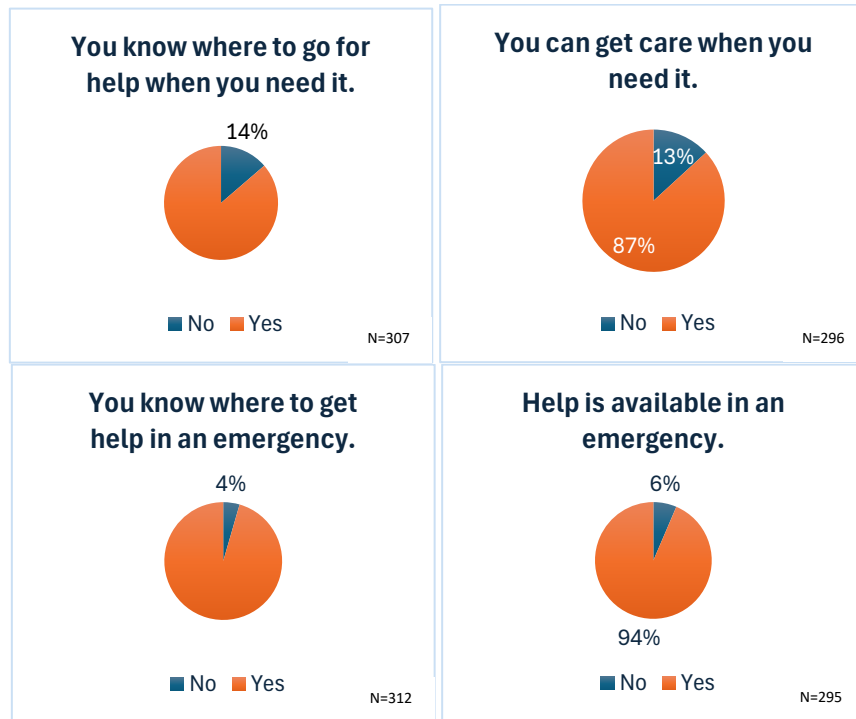 You know where to go for
help when you need it.
14%
No Yes
N=307
You can get care when you
need it.
13%
87%
No Yes
N=296
You know where to get
help in an emergency.
4%
No Yes
N=312
Help is available in an
emergency.
6%
94%
No Yes
N=295